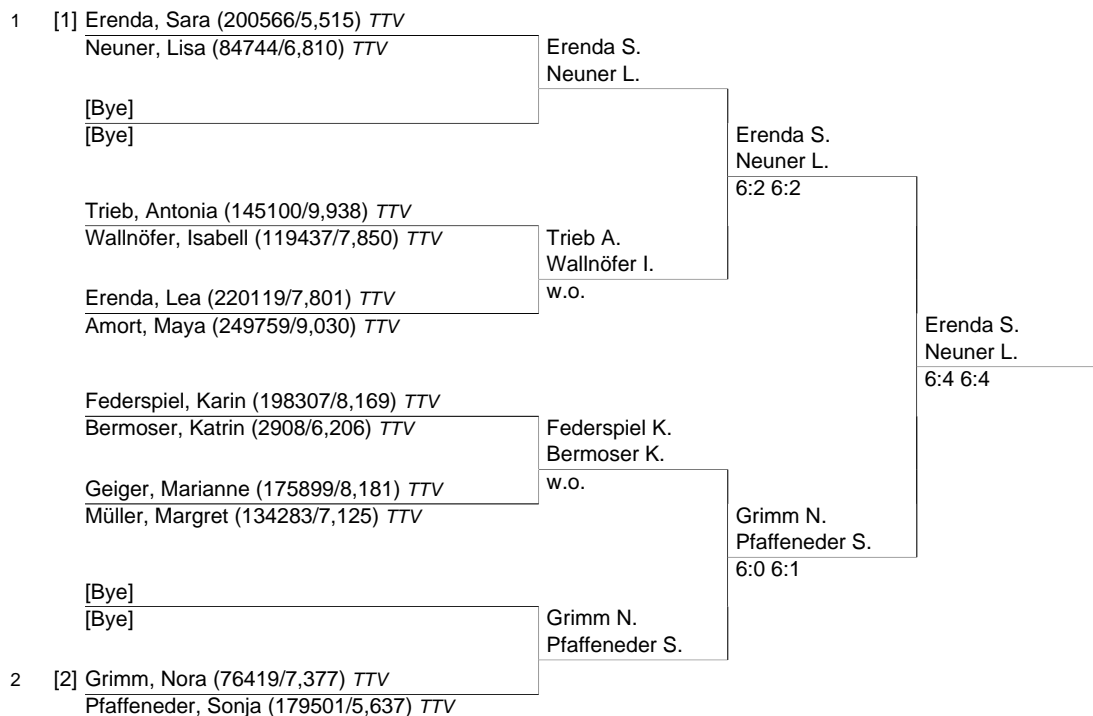 1 [1] Erenda, Sara (200566/5,515) TTV
Neuner, Lisa (84744/6,810) TTV
Erenda S.
Neuner L.
[Bye]
[Bye]
Erenda S.
Neuner L.
6:2 6:2
Trieb, Antonia (145100/9,938) TTV
Wallnöfer, Isabell (119437/7,850) TTV
Trieb A.
Wallnöfer I.
w.o.
Erenda, Lea (220119/7,801) TTV
Amort, Maya (249759/9,030) TTV
Erenda S.
Neuner L.
6:4 6:4
Federspiel, Karin (198307/8,169) TTV
Bermoser, Katrin (2908/6,206) TTV
Federspiel K.
Bermoser K.
w.o.
Geiger, Marianne (175899/8,181) TTV
Müller, Margret (134283/7,125) TTV
Grimm N.
Pfaffeneder S.
6:0 6:1
[Bye]
[Bye]
Grimm N.
Pfaffeneder S.
2 [2] Grimm, Nora (76419/7,377) TTV
Pfaffeneder, Sonja (179501/5,637) TTV